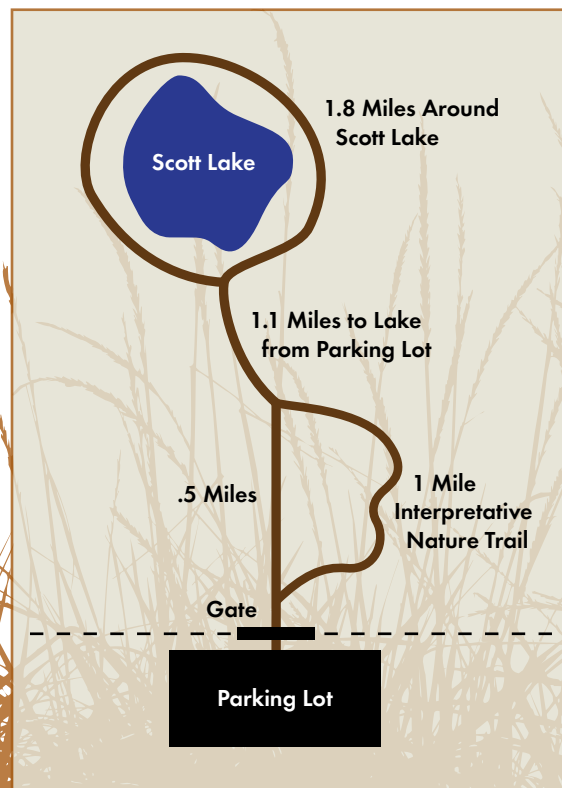 1.8 Miles Around
Scott Lake
Scott Lake
1.1 Miles to Lake
from Parking Lot
.5 Miles
1 Mile
Interpretative
Nature Trail
Gate
Parking Lot